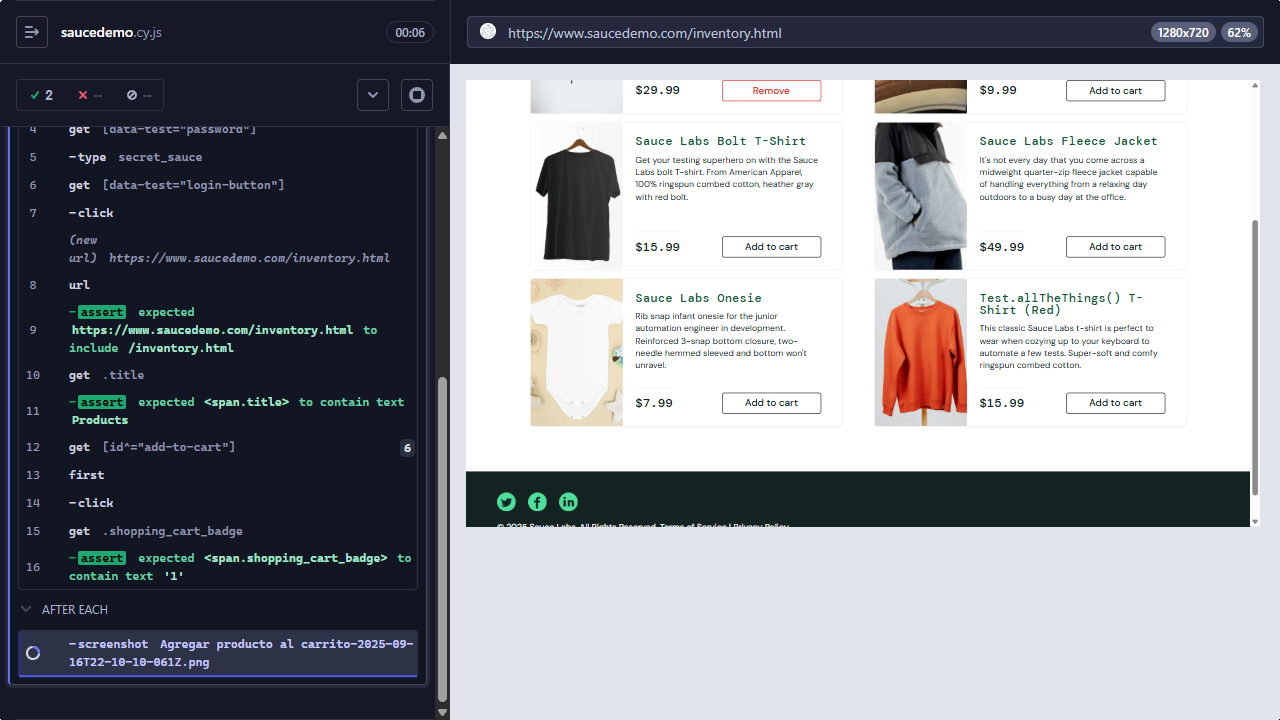 saucedemo.cy.js
00:06
2
--
--
4 get [data-test="password"]
5 -type secret_sauce
6 get [data-test="login-button"]
7 -click
(new
url) https://www.saucedemo.com/inventory.html
8 url
-assert expected
9 https://www.saucedemo.com/inventory.html to
include /inventory.html
10 get .title
11 -assert expected <span.title> to contain text
Products
12 get [id^="add-to-cart"] 6
13 first
14 -click
15 get .shopping_cart_badge
-assert expected <span.shopping_cart_badge> to
16 contain text '1'
AFTER EACH
-screenshot Agregar producto al carrito-2025-09-
16T22-10-10-061Z.png
https://www.saucedemo.com/inventory.html
1280x720 62%
$29.99 Remove
$9.99 Add to cart
Sauce Labs Bolt T-Shirt
Get your testing superhero on with the Sauce
Labs bolt T-shirt. From American Apparel,
100% ringspun combed cotton, heather gray
with red bolt.
$15.99 Add to cart
Sauce Labs Fleece Jacket
It's not every day that you come across a
midweight quarter-zip fleece jacket capable
of handling everything from a relaxing day
outdoors to a busy day at the office.
$49.99 Add to cart
Sauce Labs Onesie
Rib snap infant onesie for the junior
automation engineer in development.
Reinforced 3-snap bottom closure, two-
needle hemmed sleeved and bottom won't
unravel.
$7.99 Add to cart
Test.allTheThings() T-
Shirt (Red)
This classic Sauce Labs t-shirt is perfect to
wear when cozying up to your keyboard to
automate a few tests. Super-soft and comfy
ringspun combed cotton.
$15.99 Add to cart
© 2025 Sauce Labs. All Rights Reserved. Terms of Service | Privacy Policy